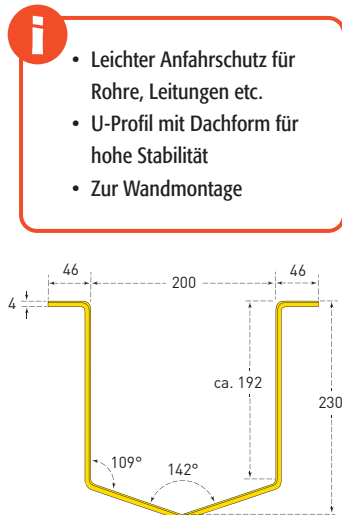 i
• Leichter Anfahrschutz für
Rohre, Leitungen etc.
• U-Profil mit Dachform für
hohe Stabilität
• Zur Wandmontage
46
200
46
4
ca. 192
230
109°
142°